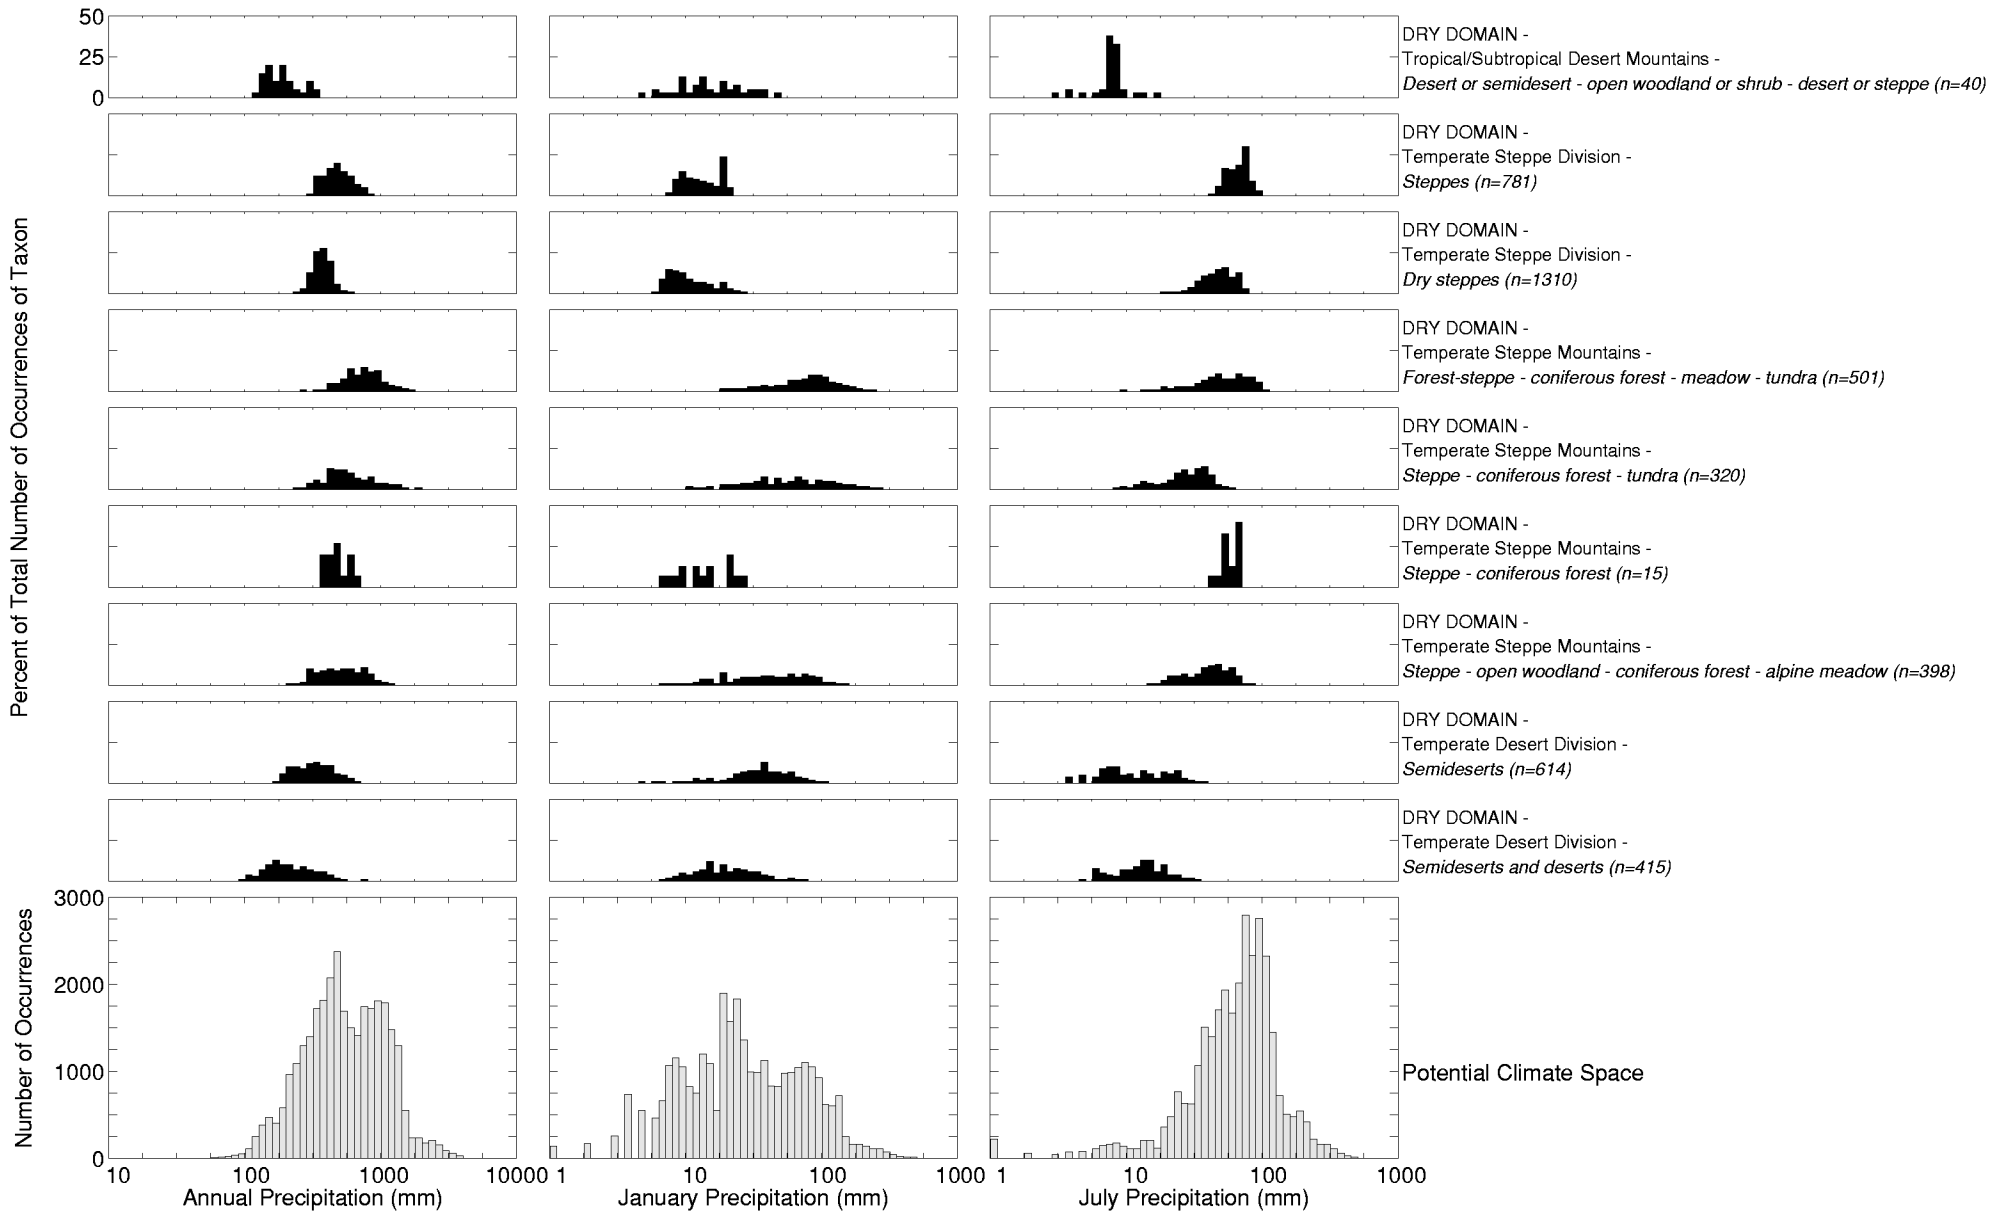 50
25
0
DRY DOMAIN -
Tropical/Subtropical Desert Mountains -
Desert or semidesert - open woodland or shrub - desert or steppe (n=40)
DRY DOMAIN -
Temperate Steppe Division -
Steppes (n=781)
DRY DOMAIN -
Temperate Steppe Division -
Dry steppes (n=1310)
DRY DOMAIN -
Temperate Steppe Mountains -
Forest-steppe - coniferous forest - meadow - tundra (n=501)
DRY DOMAIN -
Temperate Steppe Mountains -
Steppe - coniferous forest - tundra (n=320)
DRY DOMAIN -
Temperate Steppe Mountains -
Steppe - coniferous forest (n=15)
DRY DOMAIN -
Temperate Steppe Mountains -
Steppe - open woodland - coniferous forest - alpine meadow (n=398)
DRY DOMAIN -
Temperate Desert Division -
Semideserts (n=614)
DRY DOMAIN -
Temperate Desert Division -
Semideserts and deserts (n=415)
Percent of Total Number of Occurrences of Taxon
Number of Occurrences
3000
2000
1000
0
Potential Climate Space
10 100 1000 10000
Annual Precipitation (mm)
1 10 100 1000
January Precipitation (mm)
1 10 100 1000
July Precipitation (mm)